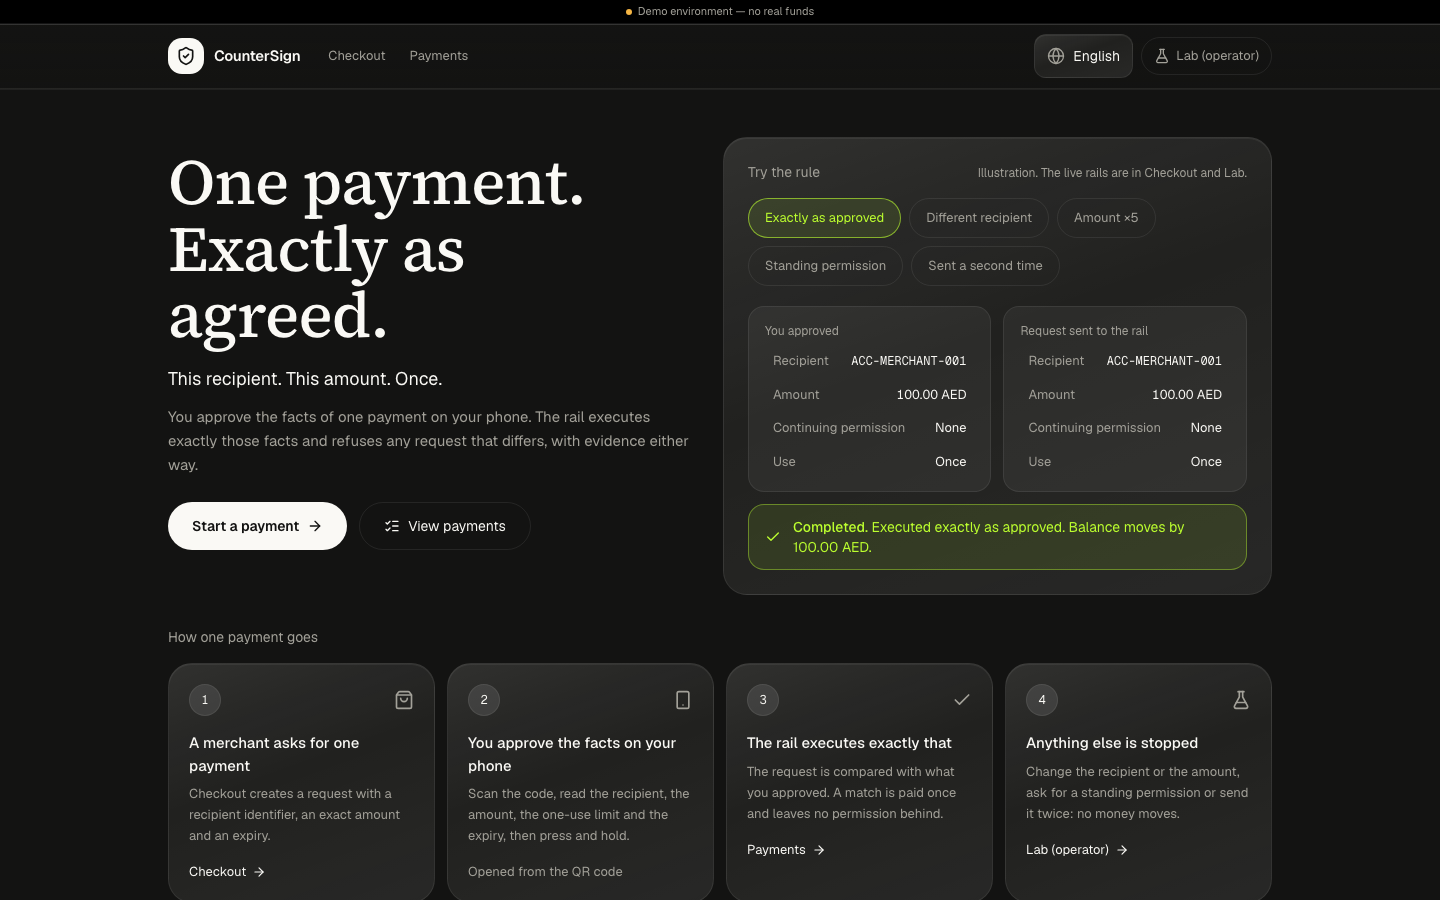 Demo environment — no real funds
CounterSign
Checkout
Payments
English
Lab (operator)
One payment.
Exactly as
agreed.
This recipient. This amount. Once.
You approve the facts of one payment on your phone. The rail executes
exactly those facts and refuses any request that differs, with evidence either
way.
Start a payment
View payments
Try the rule
Illustration. The live rails are in Checkout and Lab.
Exactly as approved
Different recipient
Amount ×5
Standing permission
Sent a second time
You approved
Recipient ACC-MERCHANT-001
Amount 100.00 AED
Continuing permission None
Use Once
Request sent to the rail
Recipient ACC-MERCHANT-001
Amount 100.00 AED
Continuing permission None
Use Once
Completed. Executed exactly as approved. Balance moves by
100.00 AED.
How one payment goes
1
A merchant asks for one
payment
Checkout creates a request with a
recipient identifier, an exact amount
and an expiry.
Checkout
2
You approve the facts on your
phone
Scan the code, read the recipient, the
amount, the one-use limit and the
expiry, then press and hold.
Opened from the QR code
3
The rail executes exactly that
The request is compared with what
you approved. A match is paid once
and leaves no permission behind.
Payments
4
Anything else is stopped
Change the recipient or the amount,
ask for a standing permission or send
it twice: no money moves.
Lab (operator)